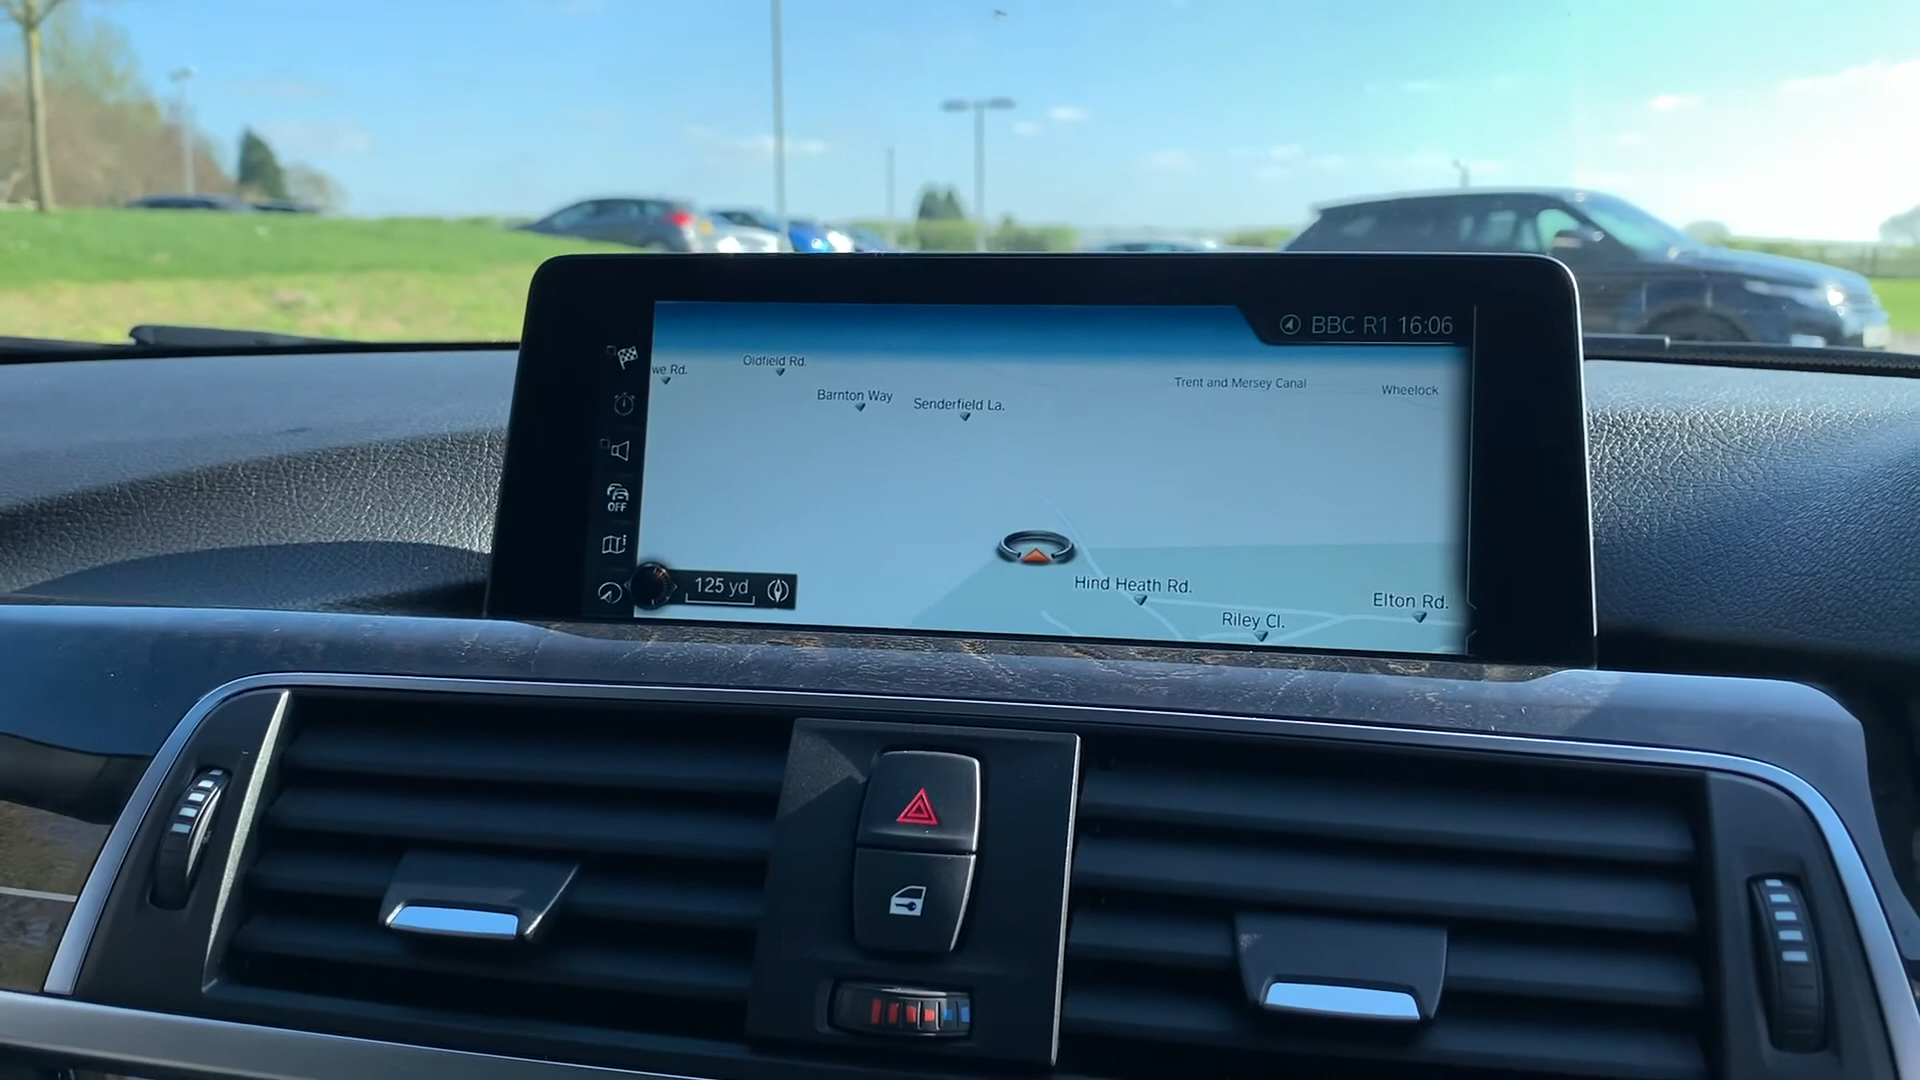 BBC R1 16:06
we Rd.
Oldfield Rd.
Barnton Way
Senderfield La.
Trent and Mersey Canal
Wheelock
OFF
125 yd
Hind Heath Rd.
Riley Cl.
Elton Rd.